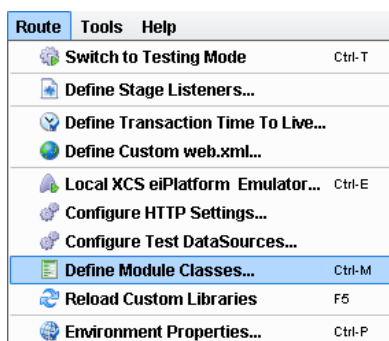 Route Tools Help
Switch to Testing Mode Ctrl-T
Define Stage Listeners...
Define Transaction Time To Live...
Define Custom web.xml...
Local XCS eiPlatform Emulator... Ctrl-E
Configure HTTP Settings...
Configure Test DataSources...
Define Module Classes... Ctrl-M
Reload Custom Libraries F5
Environment Properties... Ctrl-P